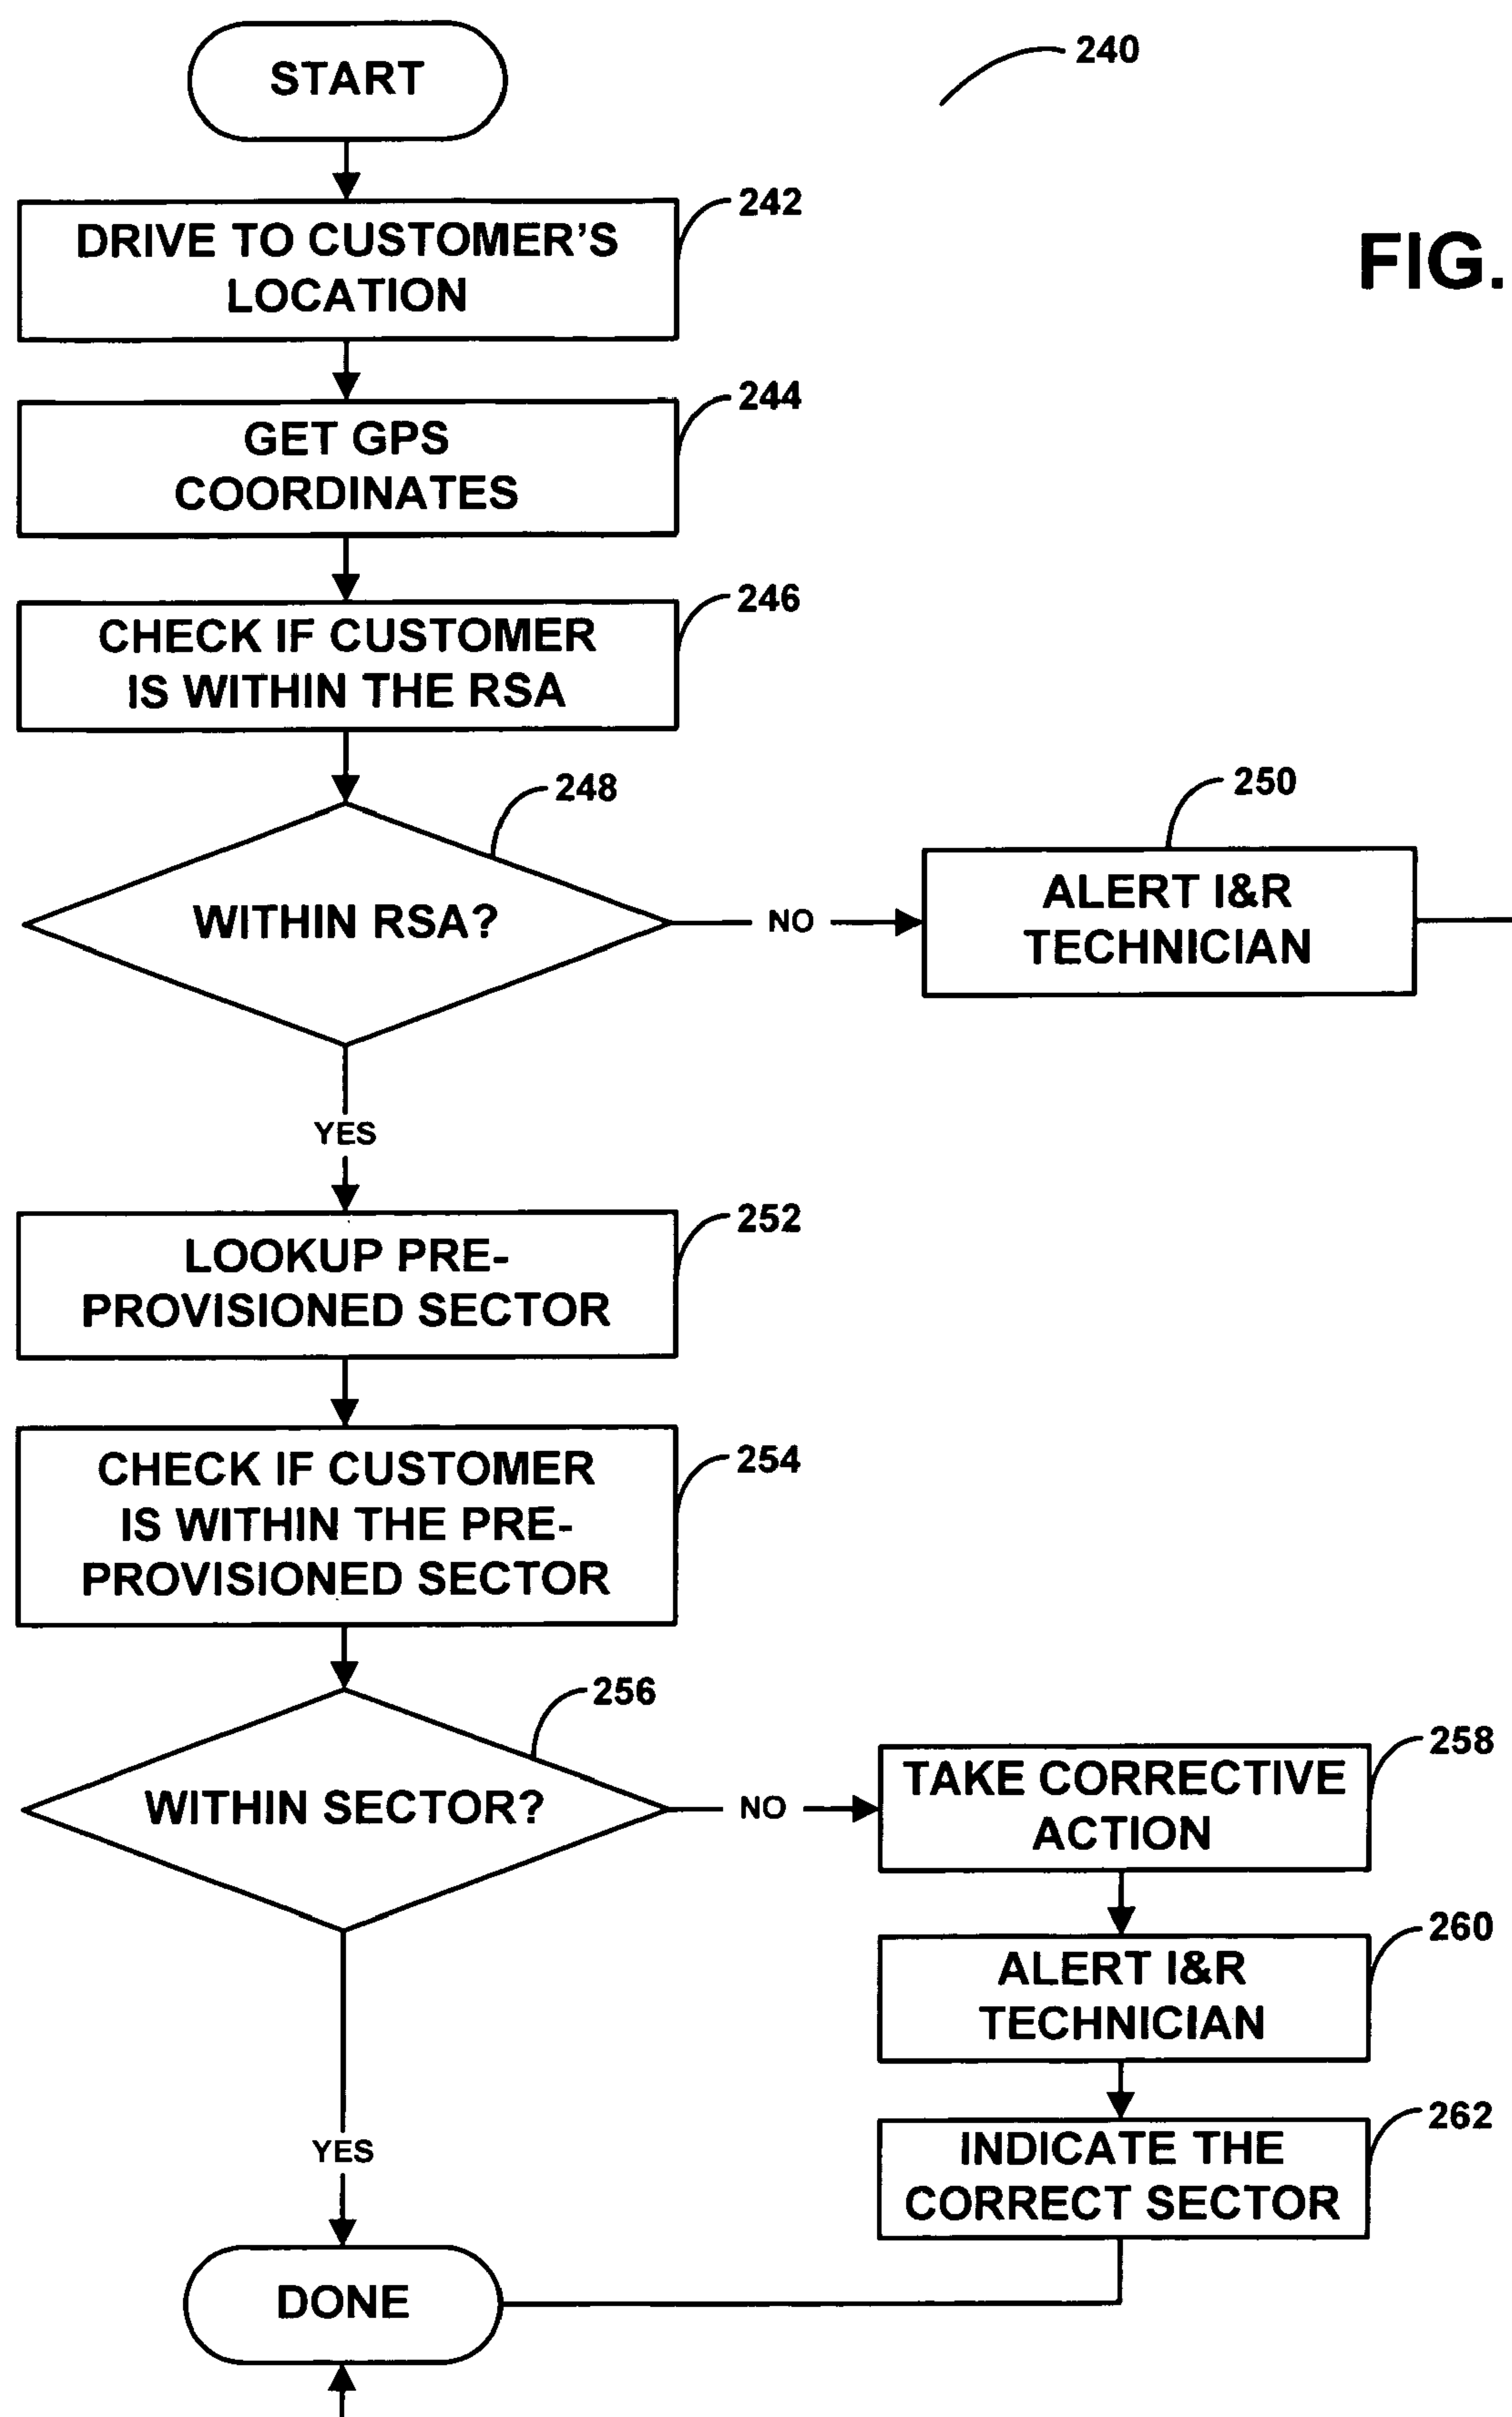 START
240
242
DRIVE TO CUSTOMER'S
LOCATION
FIG.
244
GET GPS
COORDINATES
246
CHECK IF CUSTOMER
IS WITHIN THE RSA
248
WITHIN RSA?
NO
250
ALERT I&R
TECHNICIAN
YES
252
LOOKUP PRE-
PROVISIONED SECTOR
254
CHECK IF CUSTOMER
IS WITHIN THE PRE-
PROVISIONED SECTOR
256
WITHIN SECTOR?
NO
258
TAKE CORRECTIVE
ACTION
260
ALERT I&R
TECHNICIAN
262
INDICATE THE
CORRECT SECTOR
YES
DONE